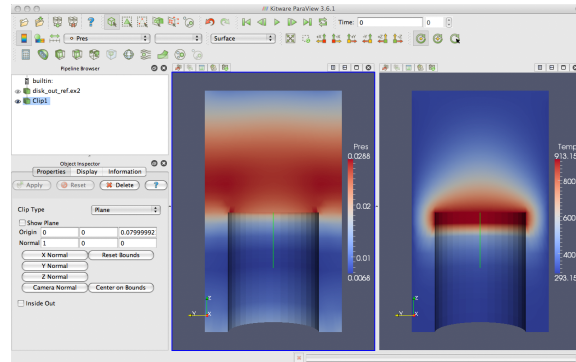 Kitware ParaView 3.6.1
Time: 0
0
Pres
Surface
Pipeline Browser
builtin:
disk_out_ref.ex2
Clip1
Object Inspector
Properties Display Information
Apply Reset Delete ?
Clip Type Plane
Show Plane
Origin 0 0 0.07999992
Normal 1 0 0
X Normal Reset Bounds
Y Normal
Z Normal
Camera Normal Center on Bounds
Inside Out
Pres
0.0288
0.02
0.01
0.0068
Z
Y X
Temp
913.15
800
600
400
293.15
Z
Y X